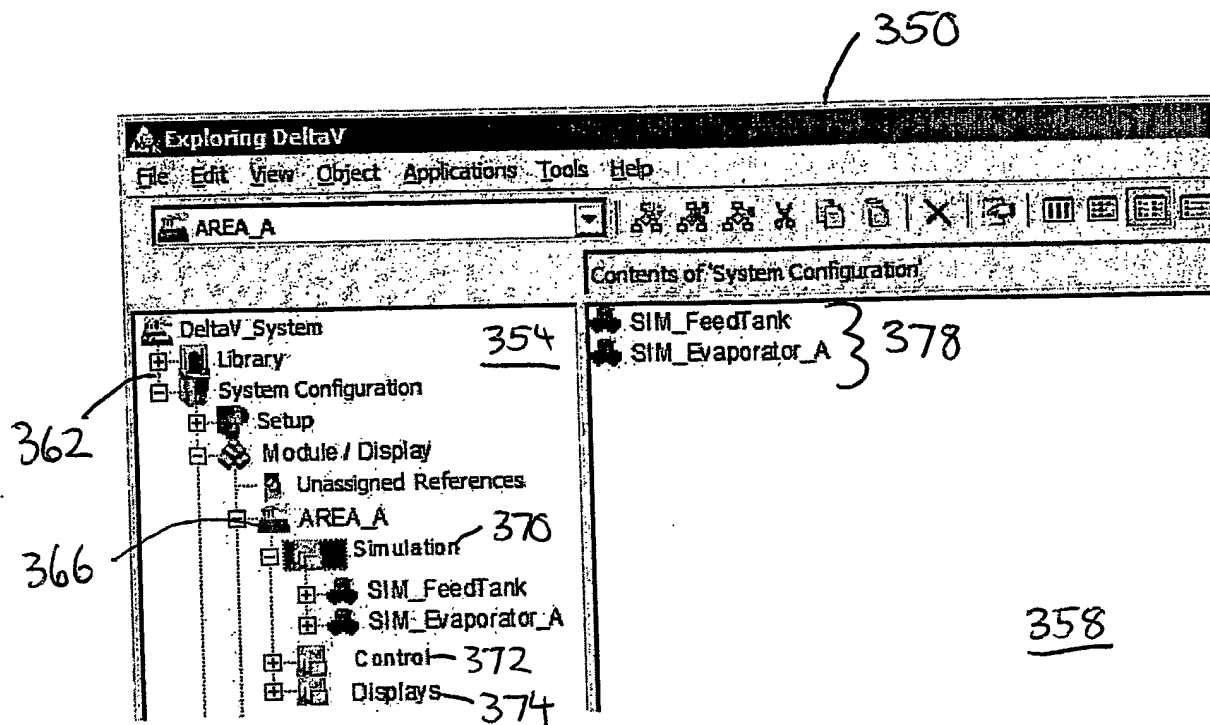 350
Exploring DeltaV
File Edit View Object Applications Tools Help
AREA_A
Contents of 'System Configuration'
DeltaV_System
354
Library
System Configuration
Setup
Module / Display
Unassigned References
AREA_A
Simulation
370
SIM_FeedTank
SIM_Evaporator_A
Control
372
Displays
374
362
366
SIM_FeedTank
SIM_Evaporator_A
378
358